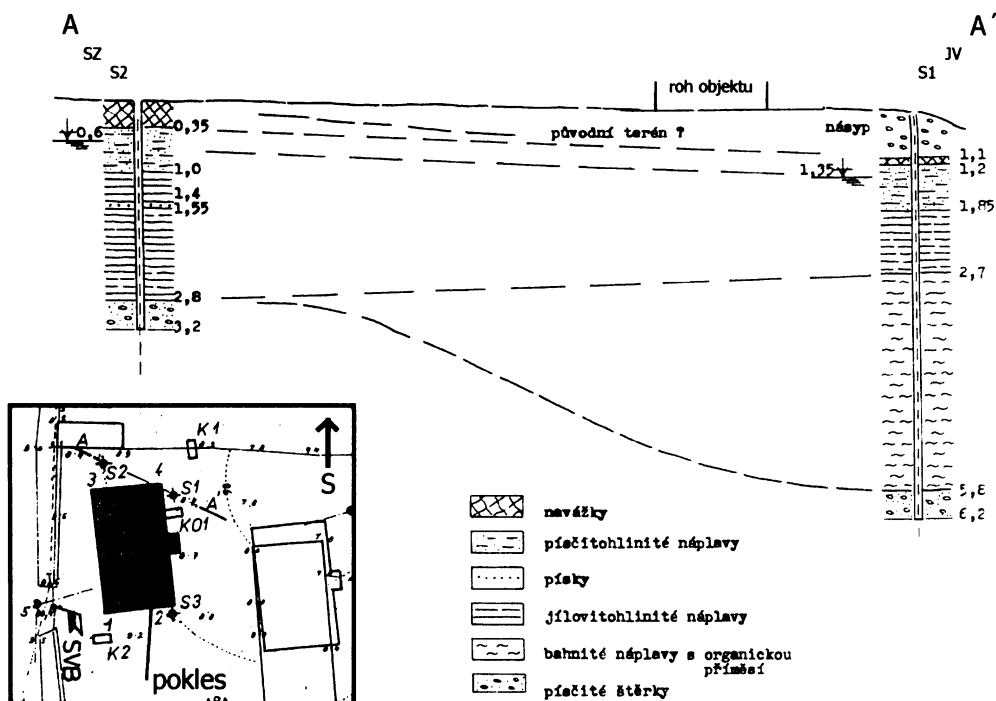 A
A´
SZ
JV
S2
S1
roh objektu
0,35
0,6
původní terén ?
násyp
1,1
1,0
1,35
1,2
1,4
1,55
1,85
2,7
2,8
3,2
5,8
6,2
A
K1
S2
4
3
S1
S
A´
K01
5
S3
1
2
K2
SVB
pokles
navážky
písčitohlinité náplavy
písky
jílovitohlinité náplavy
bahnité náplavy s organickou
příměsí
písčité štěrky